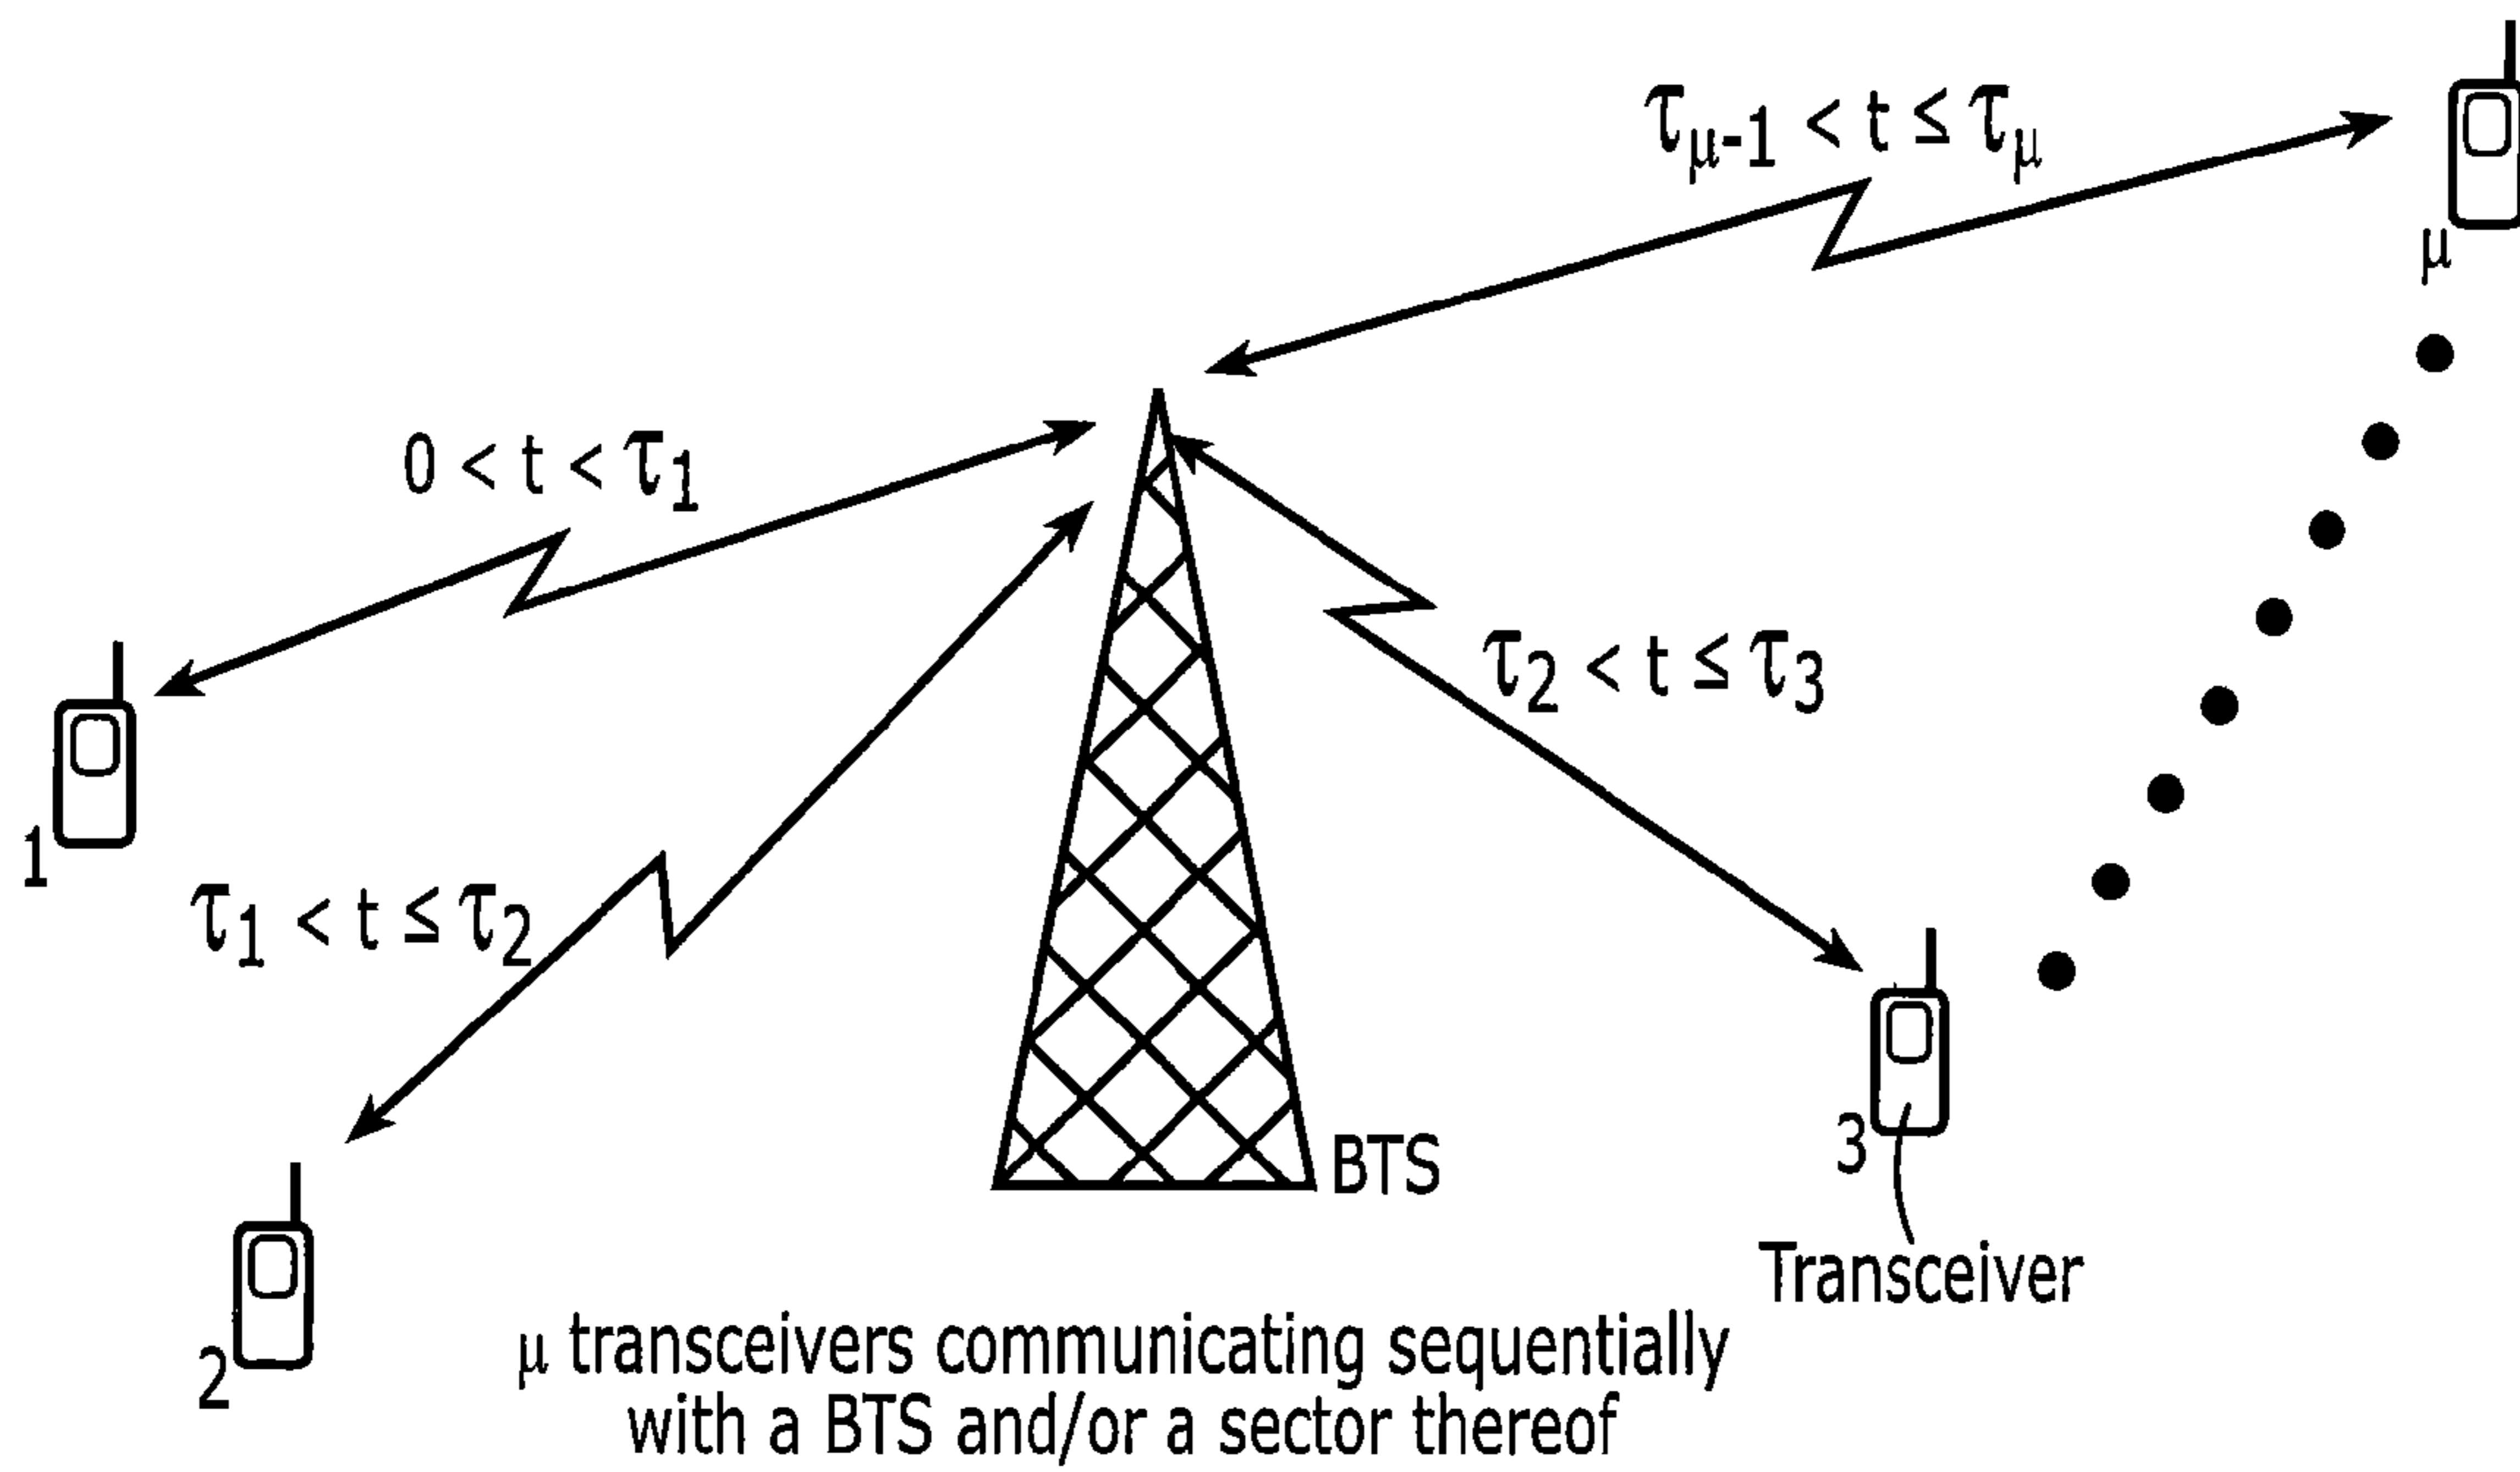 τμ-1 < t ≤ τμ
μ
0 < t < τ1
τ2 < t ≤ τ3
1
τ1 < t ≤ τ2
3
BTS
Transceiver
2
μ transceivers communicating sequentially
with a BTS and/or a sector thereof